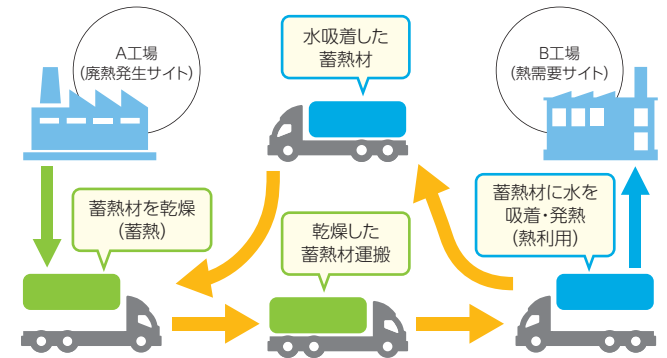 A工場
(廃熱発生サイト)
水吸着した
蓄熱材
B工場
(熱需要サイト)
蓄熱材を乾燥
(蓄熱)
乾燥した
蓄熱材運搬
蓄熱材に水を
吸着・発熱
(熱利用)